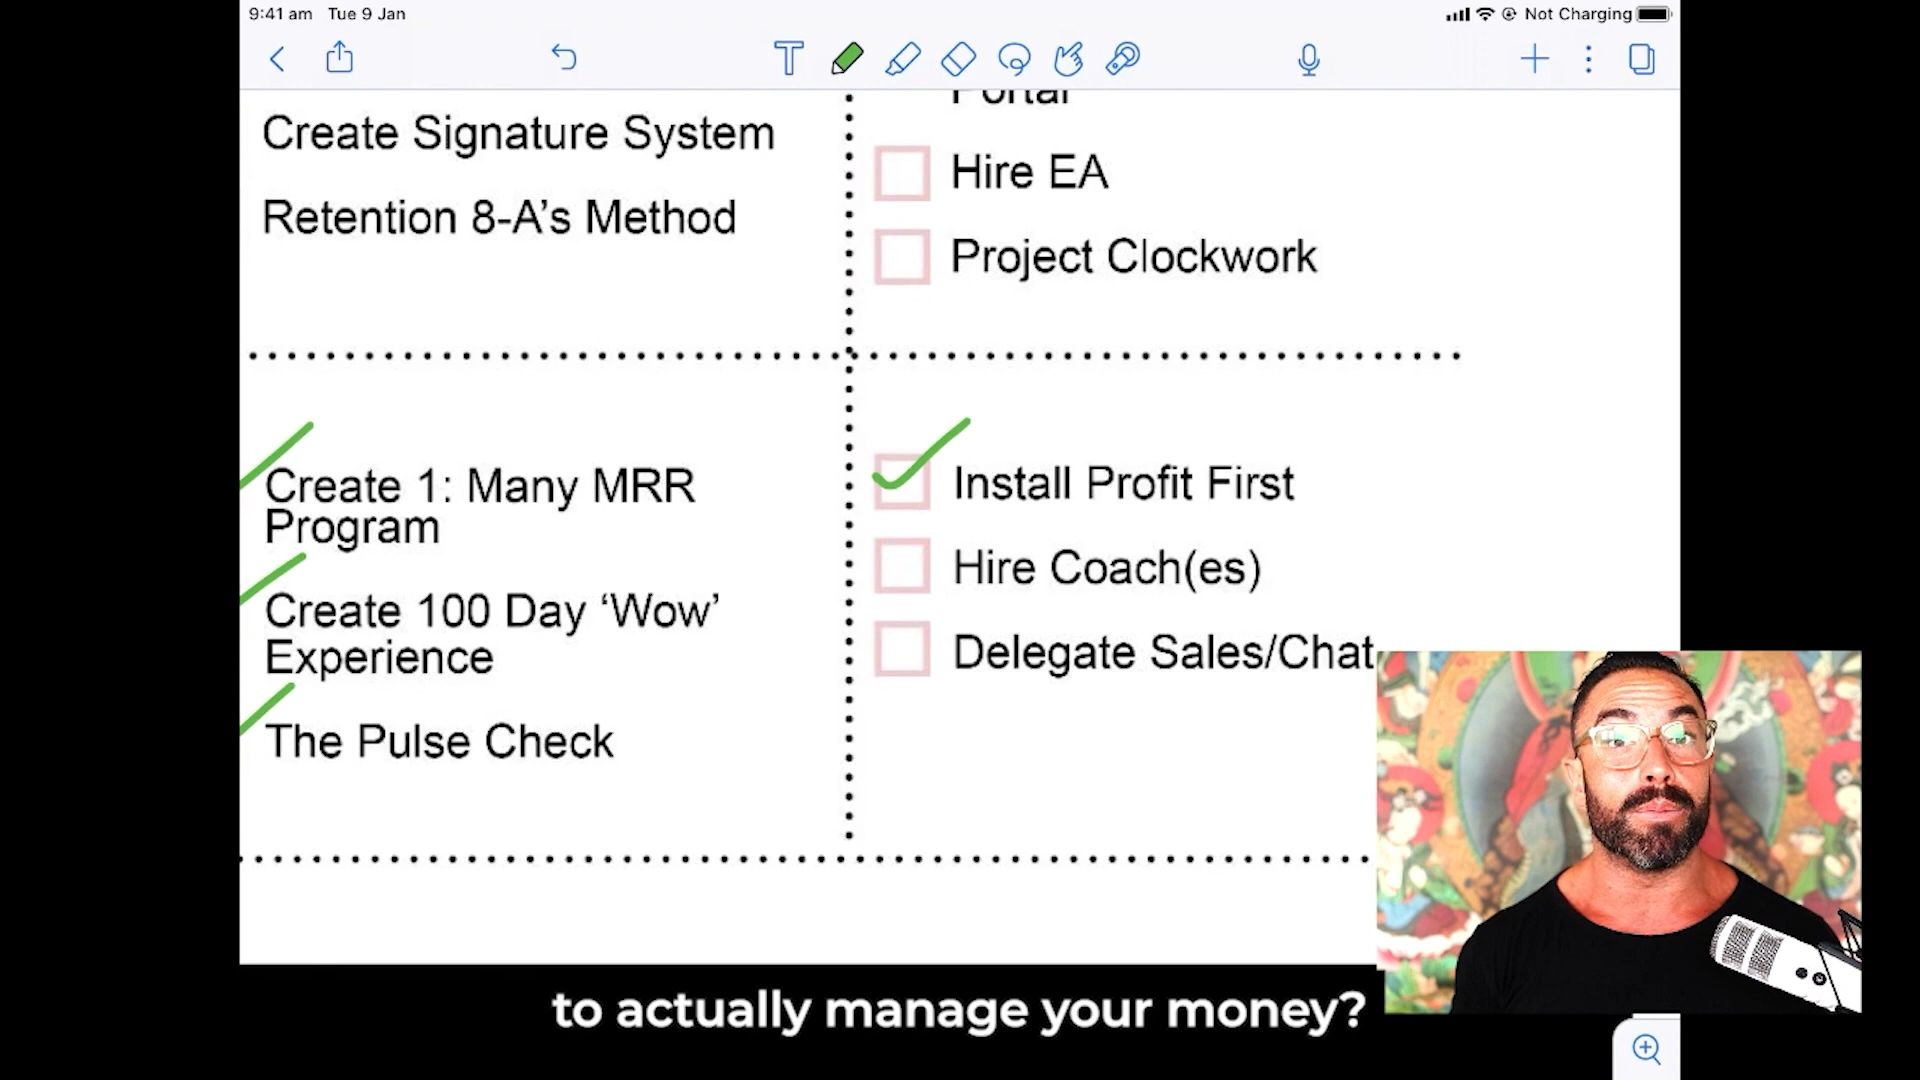 9:41 am Tue 9 Jan
Not Charging
Portal
Create Signature System
Hire EA
Retention 8-A’s Method
Project Clockwork
Create 1: Many MRR
Program
Create 100 Day ‘Wow’
Experience
The Pulse Check
Install Profit First
Hire Coach(es)
Delegate Sales/Chat
to actually manage your money?